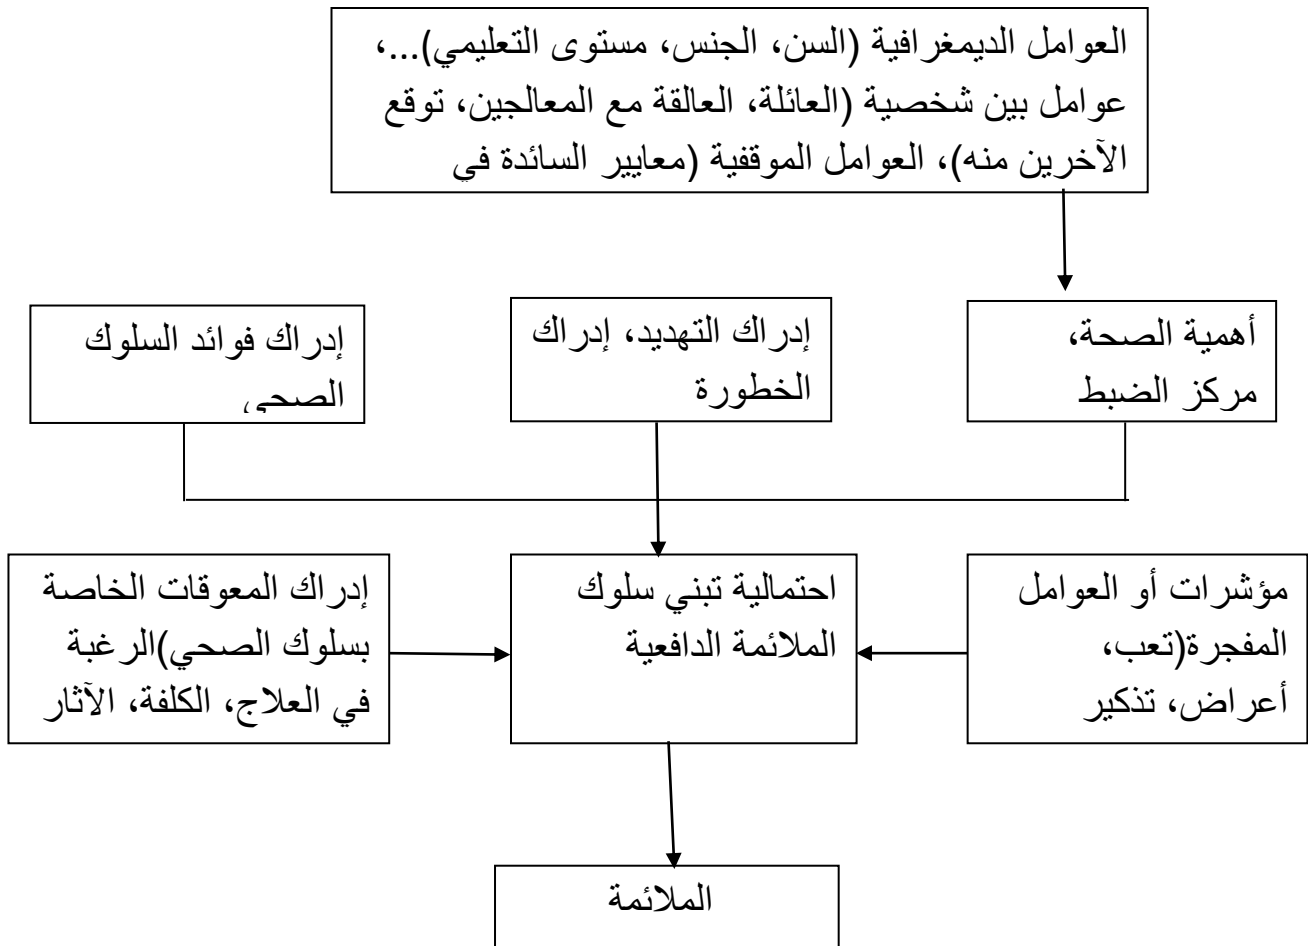 العوامل الديمغرافية (السن، الجنس، مستوى التعليمي)...،
عوامل بين شخصية (العائلة، العالقة مع المعالجين، توقع
الآخرين منه)، العوامل الموقفية (معايير السائدة في
أهمية الصحة،
مركز الضبط
إدراك التهديد، إدراك
الخطورة
إدراك فوائد السلوك
الصحي
مؤشرات أو العوامل
المفجرة(تعب،
أعراض، تذكير
احتمالية تبني سلوك
الملائمة الدافعية
إدراك المعوقات الخاصة
بسلوك الصحي)الرغبة
في العلاج، الكلفة، الآثار
الملائمة